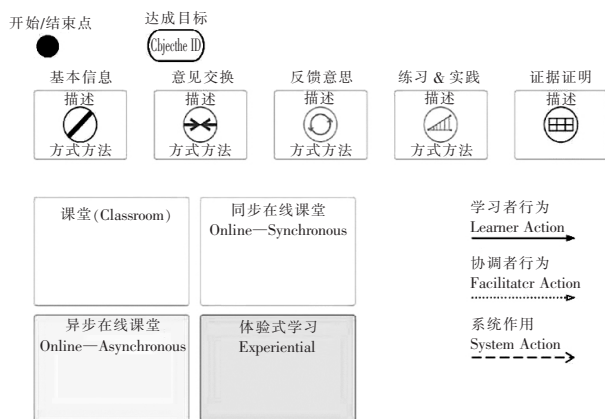 开始/结束点
达成目标
Cbjecthe ID
基本信息
意见交换
反馈意思
练习 & 实践
证据证明
描述
描述
描述
描述
描述
方式方法
方式方法
方式方法
方式方法
课堂(Classroom)
同步在线课堂
Online—Synchronous
学习者行为
Learner Action
协调者行为
Facilitatcr Action
异步在线课堂
Online—Asynchronous
体验式学习
Experiential
系统作用
System Action